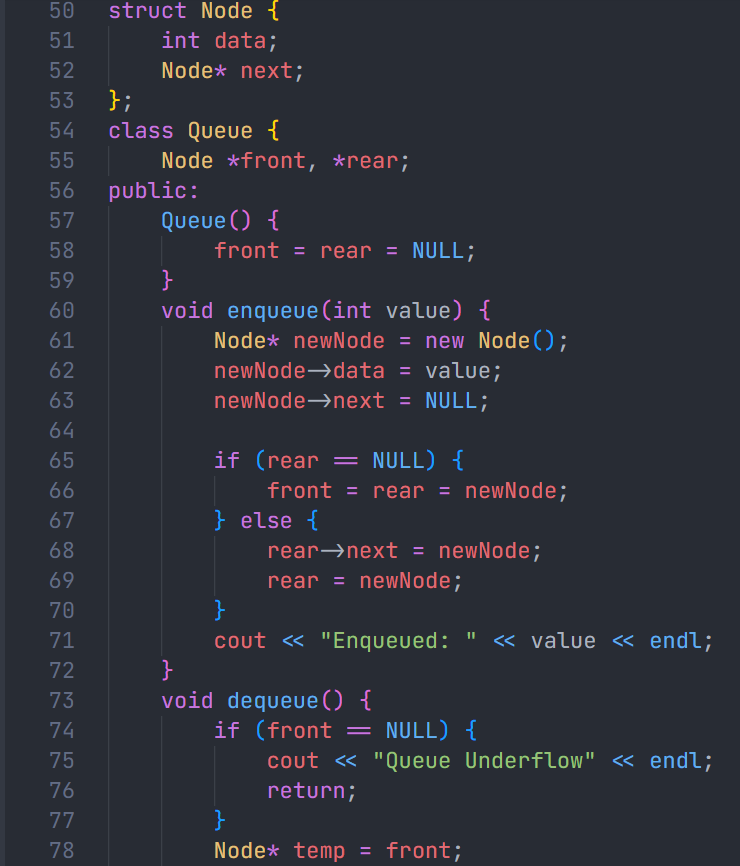 50 struct Node {
51     int data;
52     Node* next;
53 };
54 class Queue {
55     Node *front, *rear;
56 public:
57     Queue() {
58         front = rear = NULL;
59     }
60     void enqueue(int value) {
61         Node* newNode = new Node();
62         newNode->data = value;
63         newNode->next = NULL;
64
65         if (rear == NULL) {
66             front = rear = newNode;
67         } else {
68             rear->next = newNode;
69             rear = newNode;
70         }
71         cout << "Enqueued: " << value << endl;
72     }
73     void dequeue() {
74         if (front == NULL) {
75             cout << "Queue Underflow" << endl;
76             return;
77         }
78         Node* temp = front;